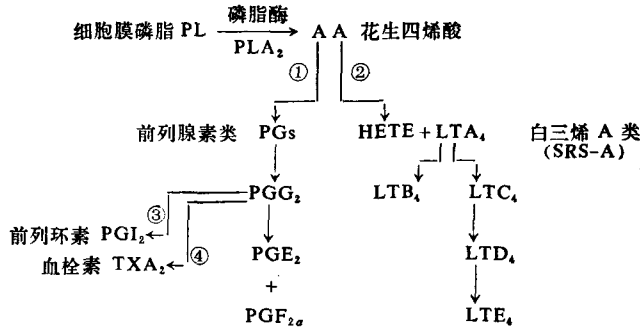 磷脂酶
细胞膜磷脂 PL
PLA₂
A A 花生四烯酸
① ②
前列腺素类 PGs
HETE + LTA₄
白三烯 A 类
(SRS-A)
PGG₂
LTB₄
LTC₄
③
前列环素 PGI₂
④
血栓素 TXA₂
PGE₂
LTD₄
+
PGF₂α
LTE₄